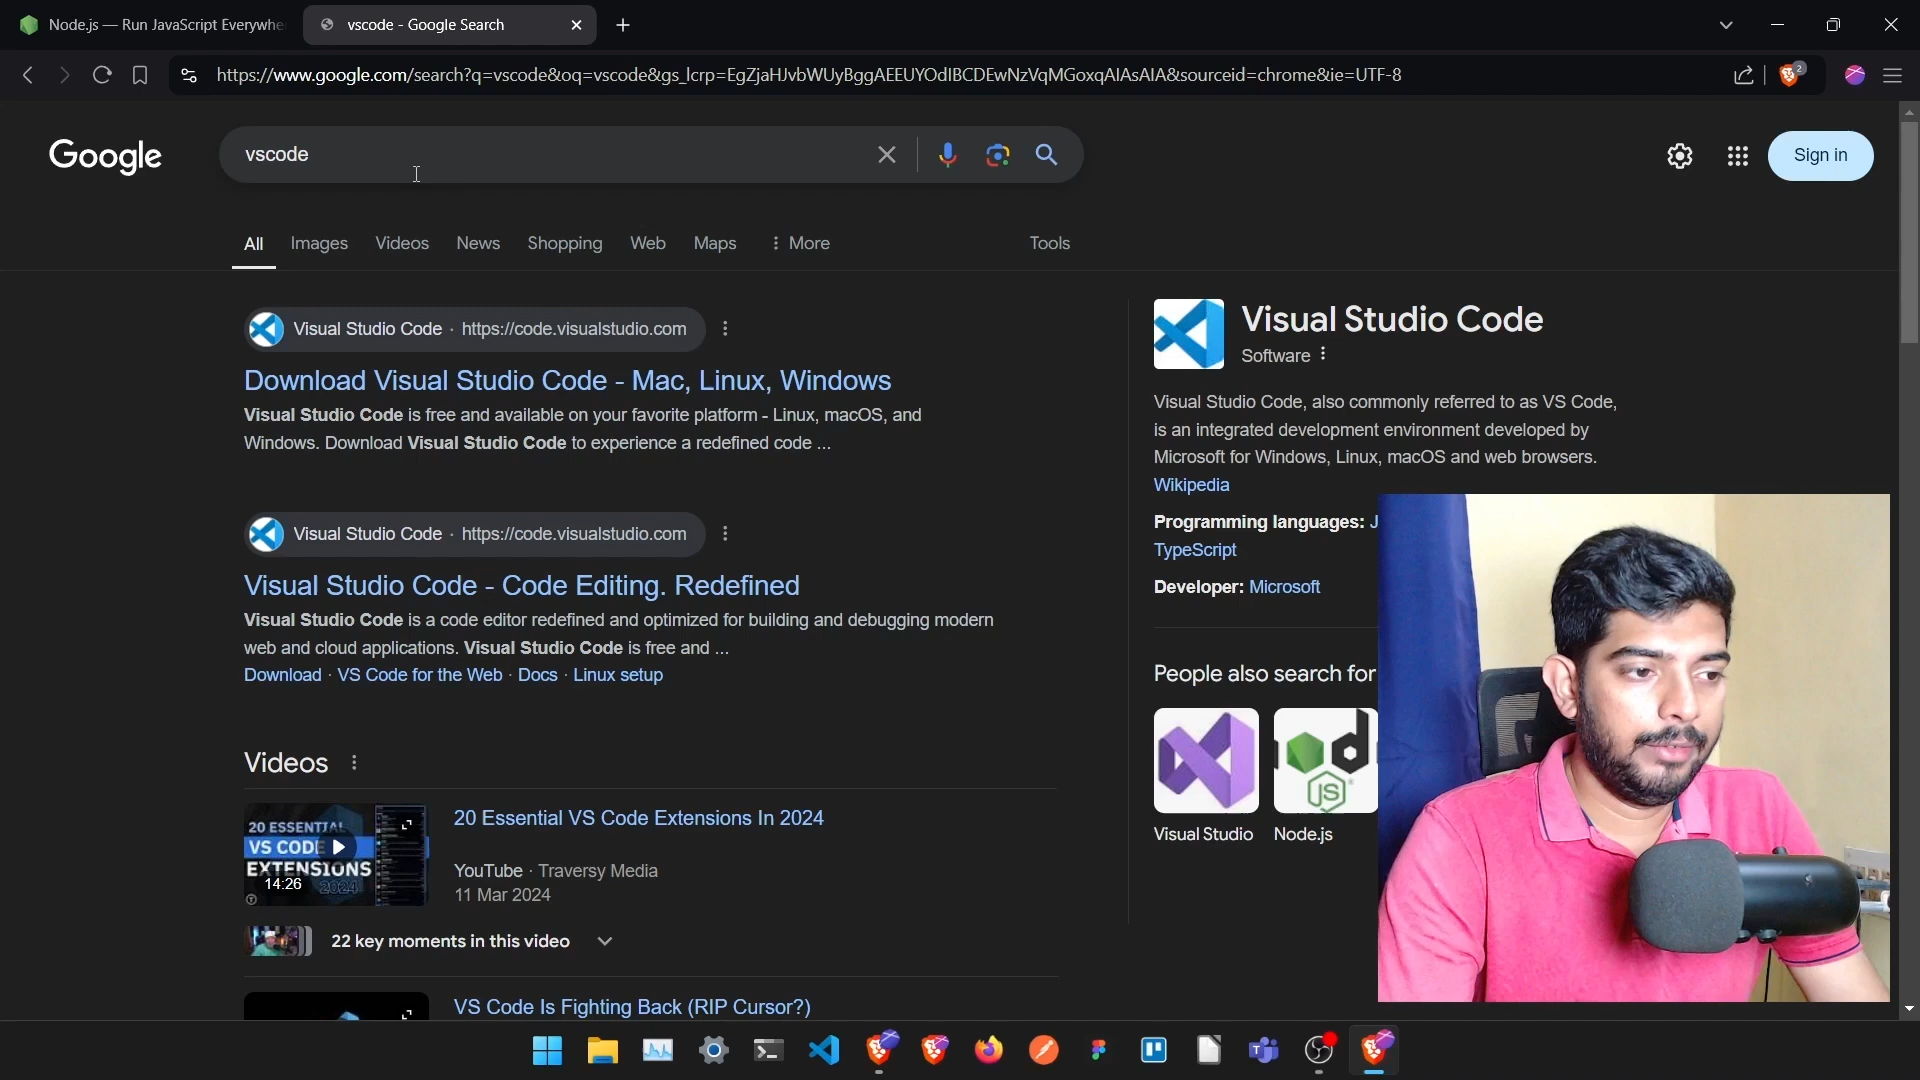 Node.js — Run JavaScript Everywhe
vscode - Google Search
https://www.google.com/search?q=vscode&oq=vscode&gs_lcrp=EgZjaHJvbWUyBggAEEUYOdIBCDEwNzVqMGoxqAIAsAIA&sourceid=chrome&ie=UTF-8
2
Google
vscode
Sign in
All
Images
Videos
News
Shopping
Web
Maps
More
Tools
Visual Studio Code · https://code.visualstudio.com
Download Visual Studio Code - Mac, Linux, Windows
Visual Studio Code is free and available on your favorite platform - Linux, macOS, and
Windows. Download Visual Studio Code to experience a redefined code ...
Visual Studio Code · https://code.visualstudio.com
Visual Studio Code - Code Editing. Redefined
Visual Studio Code is a code editor redefined and optimized for building and debugging modern
web and cloud applications. Visual Studio Code is free and ...
Download · VS Code for the Web · Docs · Linux setup
Videos
20 ESSENTIAL
VS CODE
EXTENSIONS
2024
14:26
20 Essential VS Code Extensions In 2024
YouTube · Traversy Media
11 Mar 2024
22 key moments in this video
VS Code Is Fighting Back (RIP Cursor?)
Visual Studio Code
Software
Visual Studio Code, also commonly referred to as VS Code,
is an integrated development environment developed by
Microsoft for Windows, Linux, macOS and web browsers.
Wikipedia
Programming languages: J
TypeScript
Developer: Microsoft
People also search for
JS
Visual Studio
Node.js